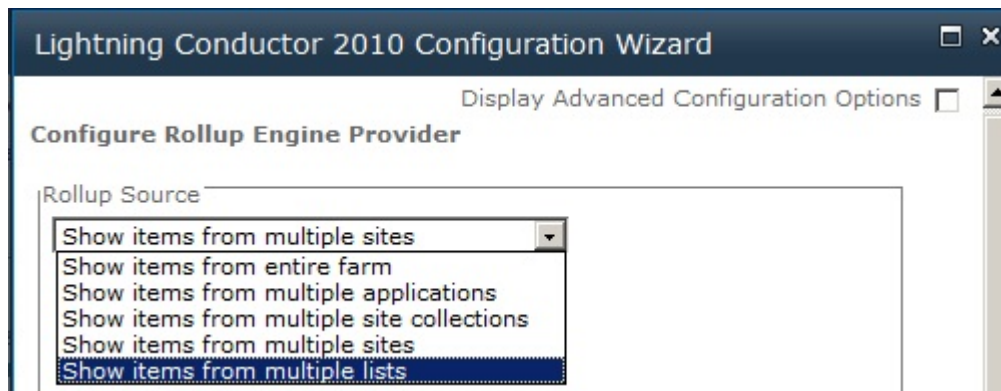 Lightning Conductor 2010 Configuration Wizard
Display Advanced Configuration Options
Configure Rollup Engine Provider
Rollup Source
Show items from multiple sites
Show items from entire farm
Show items from multiple applications
Show items from multiple site collections
Show items from multiple sites
Show items from multiple lists